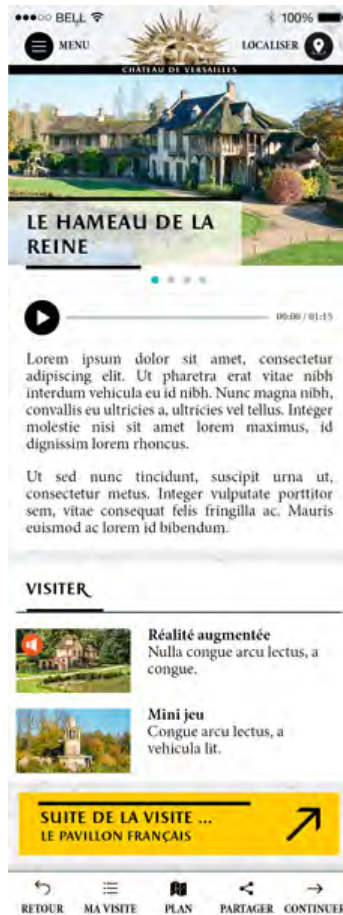 BELL
100%
MENU
LOCALISER
CHÂTEAU DE VERSAILLES
LE HAMEAU DE LA
REINE
00:00 / 01:15
Lorem ipsum dolor sit amet, consectetur
adipiscing elit. Ut pharetra erat vitae nibh
interdum vehicula eu id nibh. Nunc magna nibh,
convallis eu ultricies a, ultricies vel tellus. Integer
molestie nisi sit amet lorem maximus, id
dignissim lorem rhoncus.
Ut sed nunc tincidunt, suscipit urna ut,
consectetur metus. Integer vulputate porttitor
sem, vitae consequat felis fringilla ac. Mauris
euismod ac lorem id bibendum.
VISITER
Réalité augmentée
Nulla congue arcu lectus, a
congue.
Mini jeu
Congue arcu lectus, a
vehicula lit.
SUITE DE LA VISITE ...
LE PAVILLON FRANÇAIS
RETOUR MA VISITE PLAN PARTAGER CONTINUER